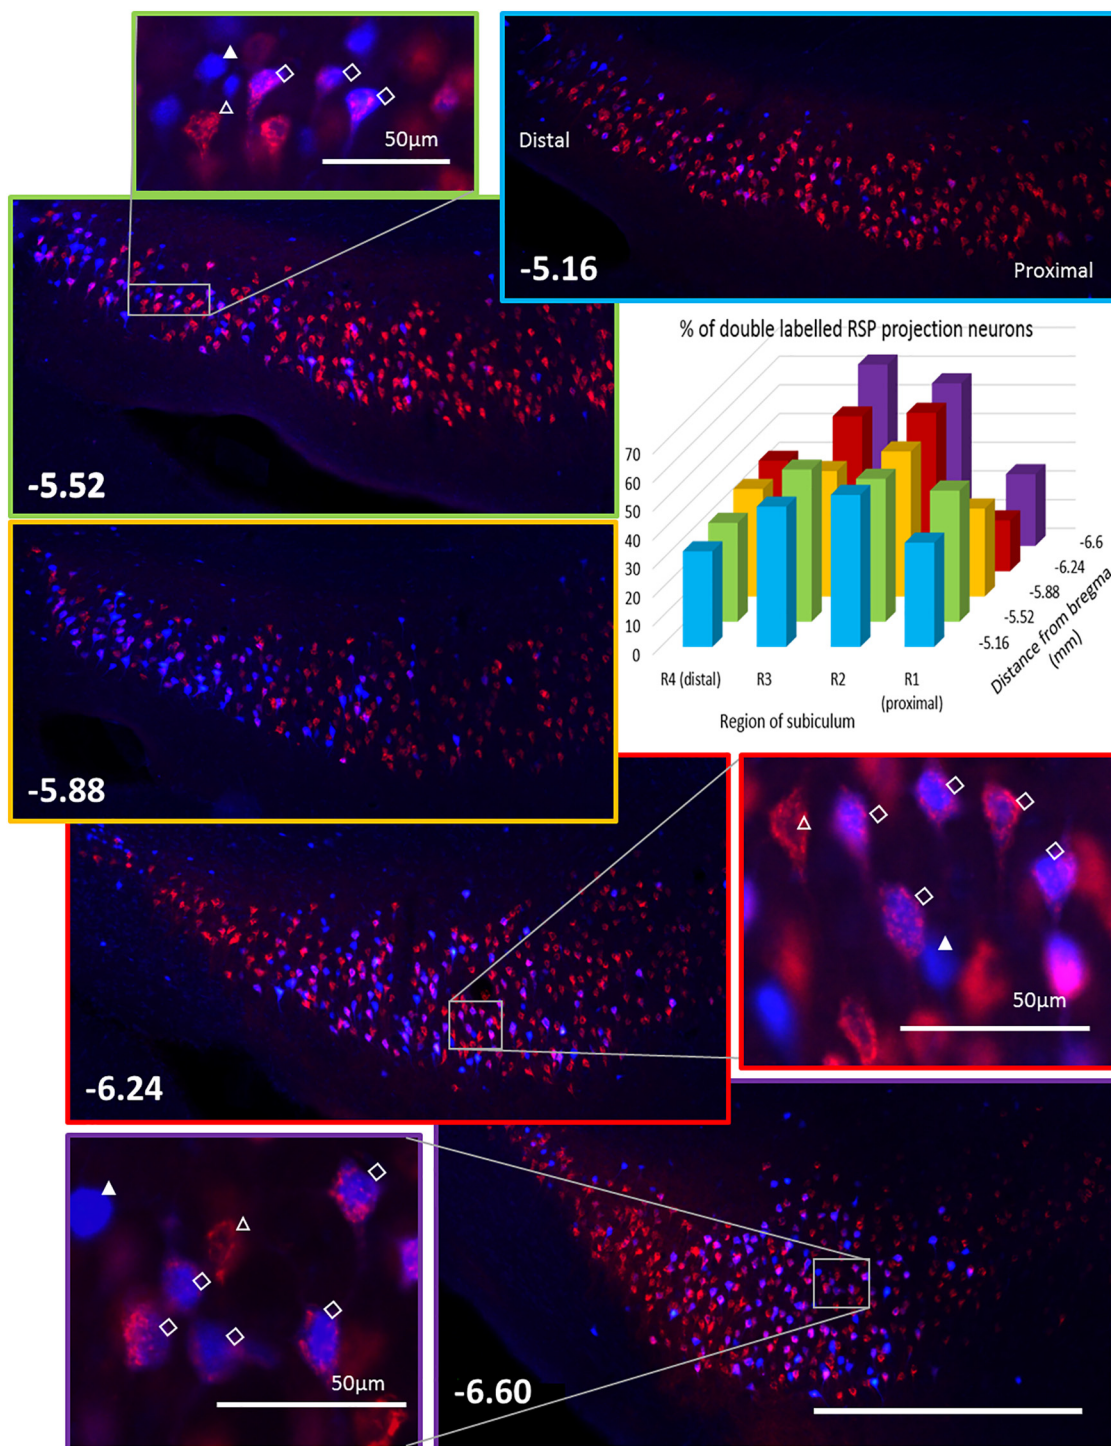 50µm
Distal
-5.16
Proximal
-5.52
% of double labelled RSP projection neurons
70
60
50
40
30
20
10
0
R4 (distal)
R3
R2
R1
(proximal)
Region of subiculum
-5.16
-5.52
-5.88
-6.24
-6.6
Distance from bregma
(mm)
-5.88
50µm
-6.24
50µm
-6.60